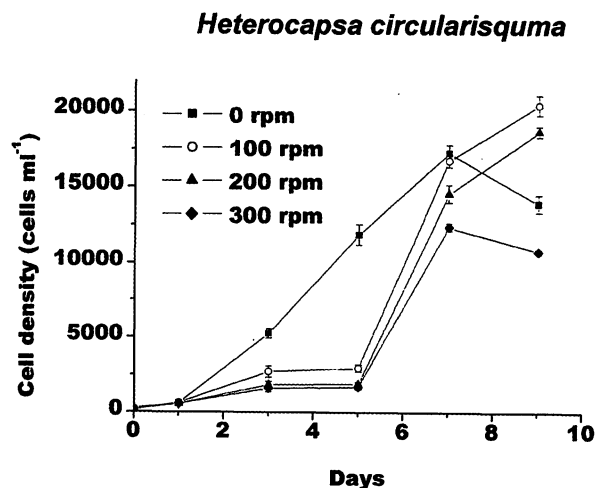 Heterocapsa circularisquma
20000
15000
10000
5000
0
Cell density (cells ml⁻¹)
0 rpm
100 rpm
200 rpm
300 rpm
0 2 4 6 8 10
Days